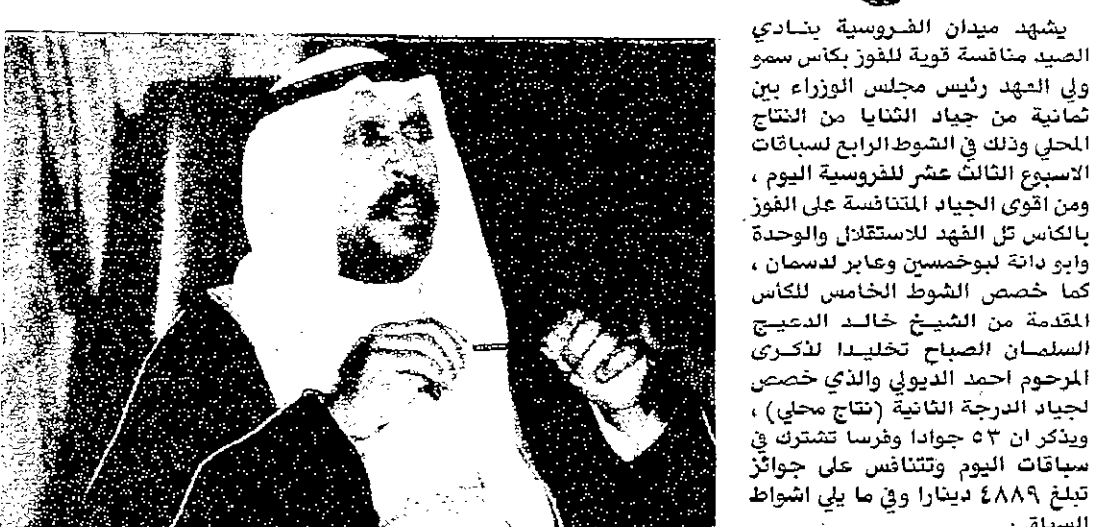 يشهد ميدان الفروسية بنادي
الصيد منافسة قوية للفوز بكأس سمو
ولي العهد رئيس مجلس الوزراء بين
ثمانية من جياد الثنايا من النتاج
المحلي وذلك في الشوط الرابع لسباقات
الاسبوع الثالث عشر للفروسية اليوم ،
ومن اقوى الجياد المتنافسة على الفوز
بالكأس تل الفهد للاستقلال والوحدة
وابو دانة لبوخمسين وعابر لدسمان ،
كما خصص الشوط الخامس للكأس
المقدمة من الشيخ خالد الدعيج
السلمان الصباح تخليدا لذكرى
المرحوم احمد الديولي والذي خصص
لجياد الدرجة الثانية (نتاج محلي) ،
ويذكر ان ٥٣ جوادا وفرسا تشترك في
سباقات اليوم وتتنافس على جوائز
تبلغ ٤٨٨٩ دينارا وفي ما يلي اشواط